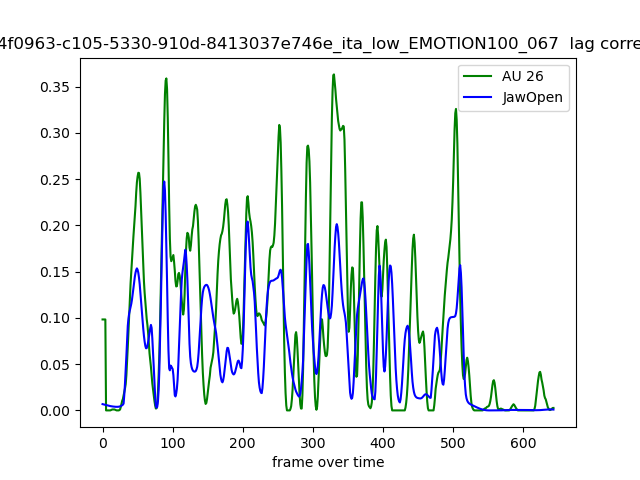 4f0963-c105-5330-910d-8413037e746e_ita_low_EMOTION100_067 lag corre
AU 26
JawOpen
0.35
0.30
0.25
0.20
0.15
0.10
0.05
0.00
0 100 200 300 400 500 600
frame over time